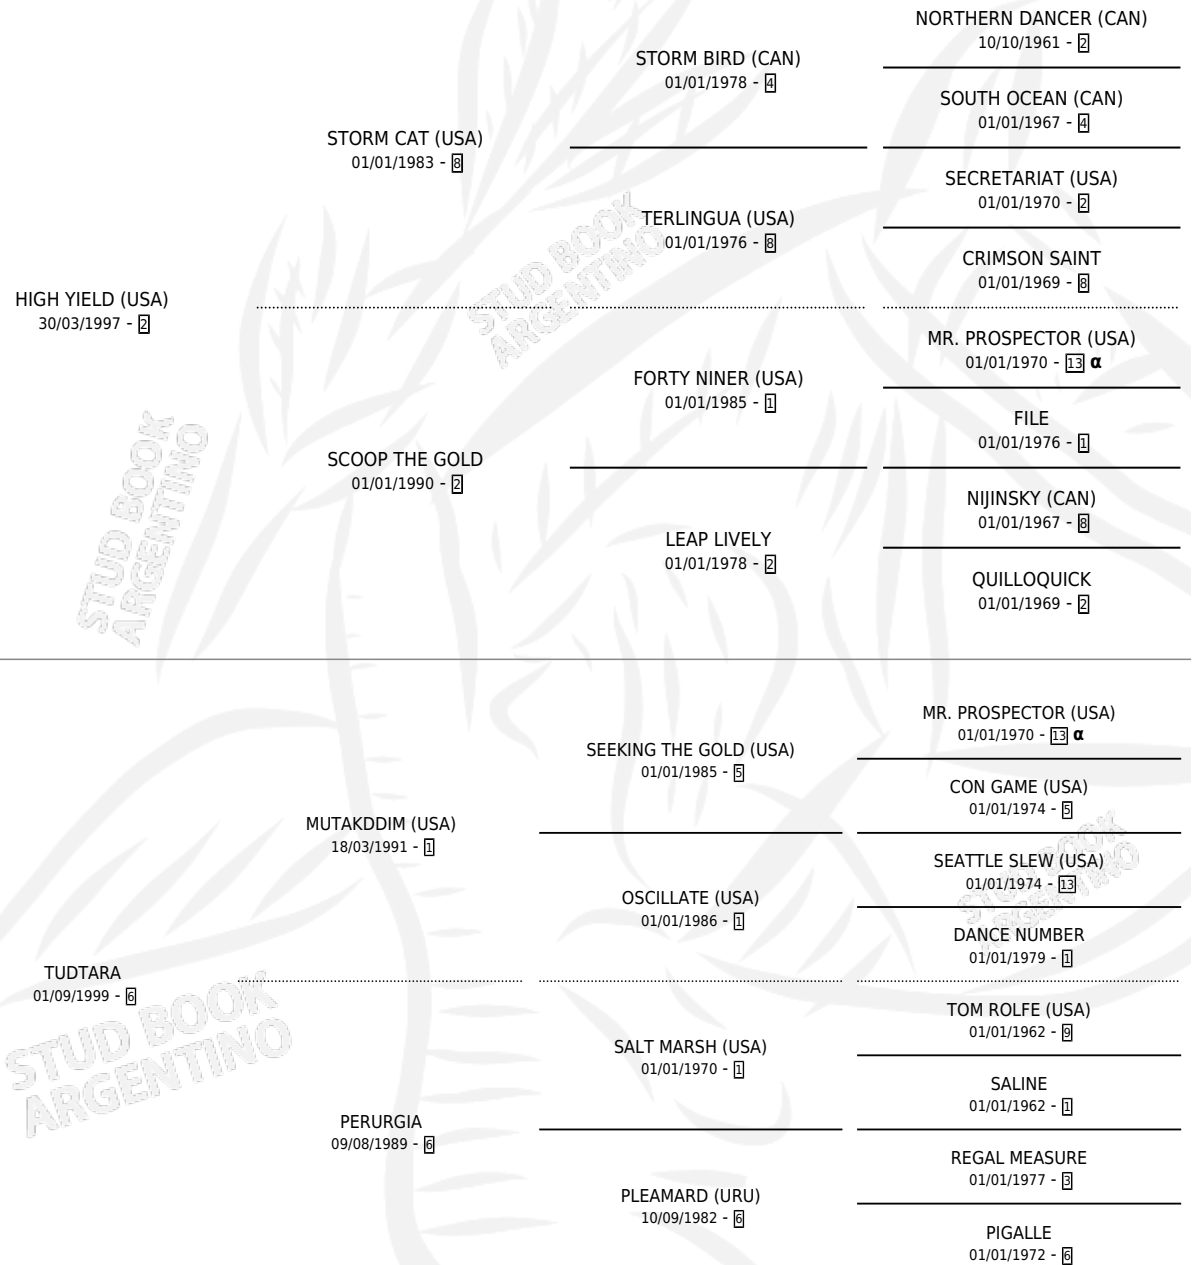 NORTHERN DANCER (CAN)
10/10/1961 - 2
STORM BIRD (CAN)
01/01/1978 - 4
SOUTH OCEAN (CAN)
01/01/1967 - 4
STORM CAT (USA)
01/01/1983 - 8
SECRETARIAT (USA)
01/01/1970 - 2
TERLINGUA (USA)
01/01/1976 - 8
CRIMSON SAINT
01/01/1969 - 8
HIGH YIELD (USA)
30/03/1997 - 2
MR. PROSPECTOR (USA)
01/01/1970 - 13 α
FORTY NINER (USA)
01/01/1985 - 1
FILE
01/01/1976 - 1
SCOOP THE GOLD
01/01/1990 - 2
NIJINSKY (CAN)
01/01/1967 - 8
LEAP LIVELY
01/01/1978 - 2
QUILLOQUICK
01/01/1969 - 2
MR. PROSPECTOR (USA)
01/01/1970 - 13 α
SEEKING THE GOLD (USA)
01/01/1985 - 5
CON GAME (USA)
01/01/1974 - 5
MUTAKDDIM (USA)
18/03/1991 - 1
SEATTLE SLEW (USA)
01/01/1974 - 13
OSCILLATE (USA)
01/01/1986 - 1
DANCE NUMBER
01/01/1979 - 1
TUDTARA
01/09/1999 - 6
TOM ROLFE (USA)
01/01/1962 - 9
SALT MARSH (USA)
01/01/1970 - 1
SALINE
01/01/1962 - 1
PERURGIA
09/08/1989 - 6
REGAL MEASURE
01/01/1977 - 3
PLEAMARD (URU)
10/09/1982 - 6
PIGALLE
01/01/1972 - 6
STUD BOOK
ARGENTINO
STUD BOOK
ARGENTINO
STUD BOOK
ARGENTINO
STUD BOOK
ARGENTINO